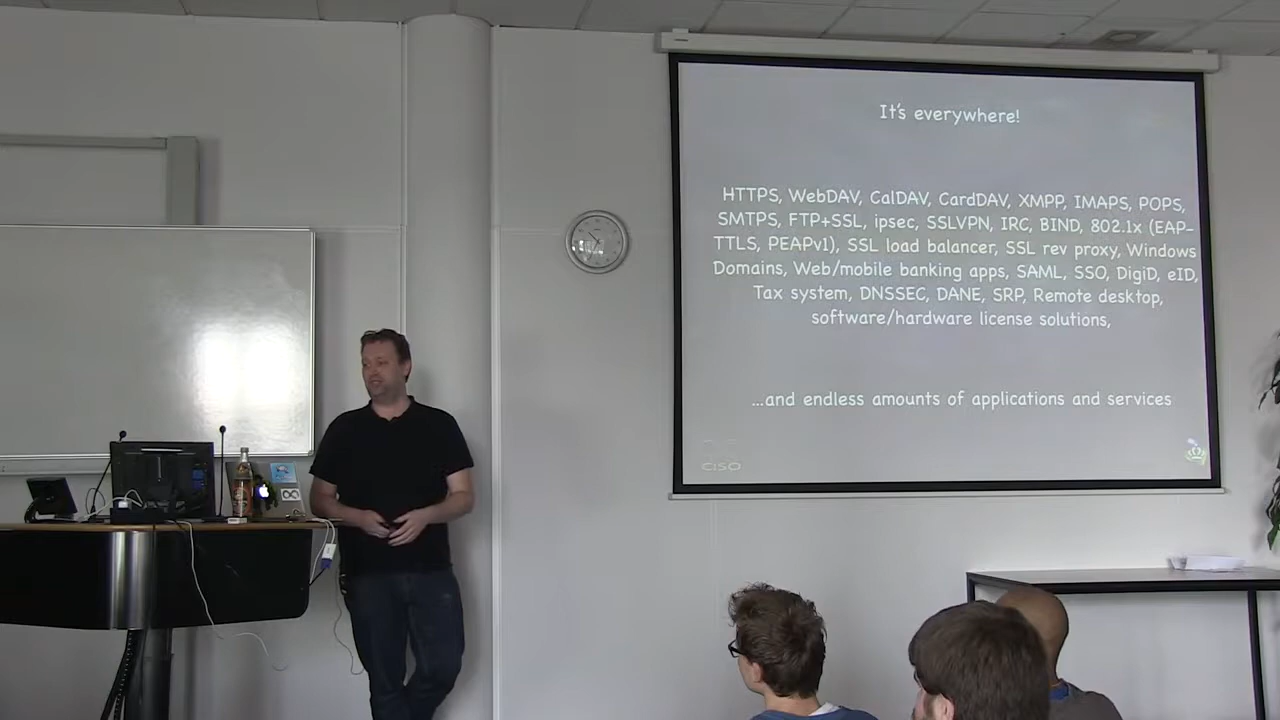 It's everywhere!
HTTPS, WebDAV, CalDAV, CardDAV, XMPP, IMAPS, POPS,
SMTPS, FTP+SSL, ipsec, SSLVPN, IRC, BIND, 802.1x (EAP-
TTLS, PEAPv1), SSL load balancer, SSL rev proxy, Windows
Domains, Web/mobile banking apps, SAML, SSO, DigiD, eID,
Tax system, DNSSEC, DANE, SRP, Remote desktop,
software/hardware license solutions,
...and endless amounts of applications and services
CISO